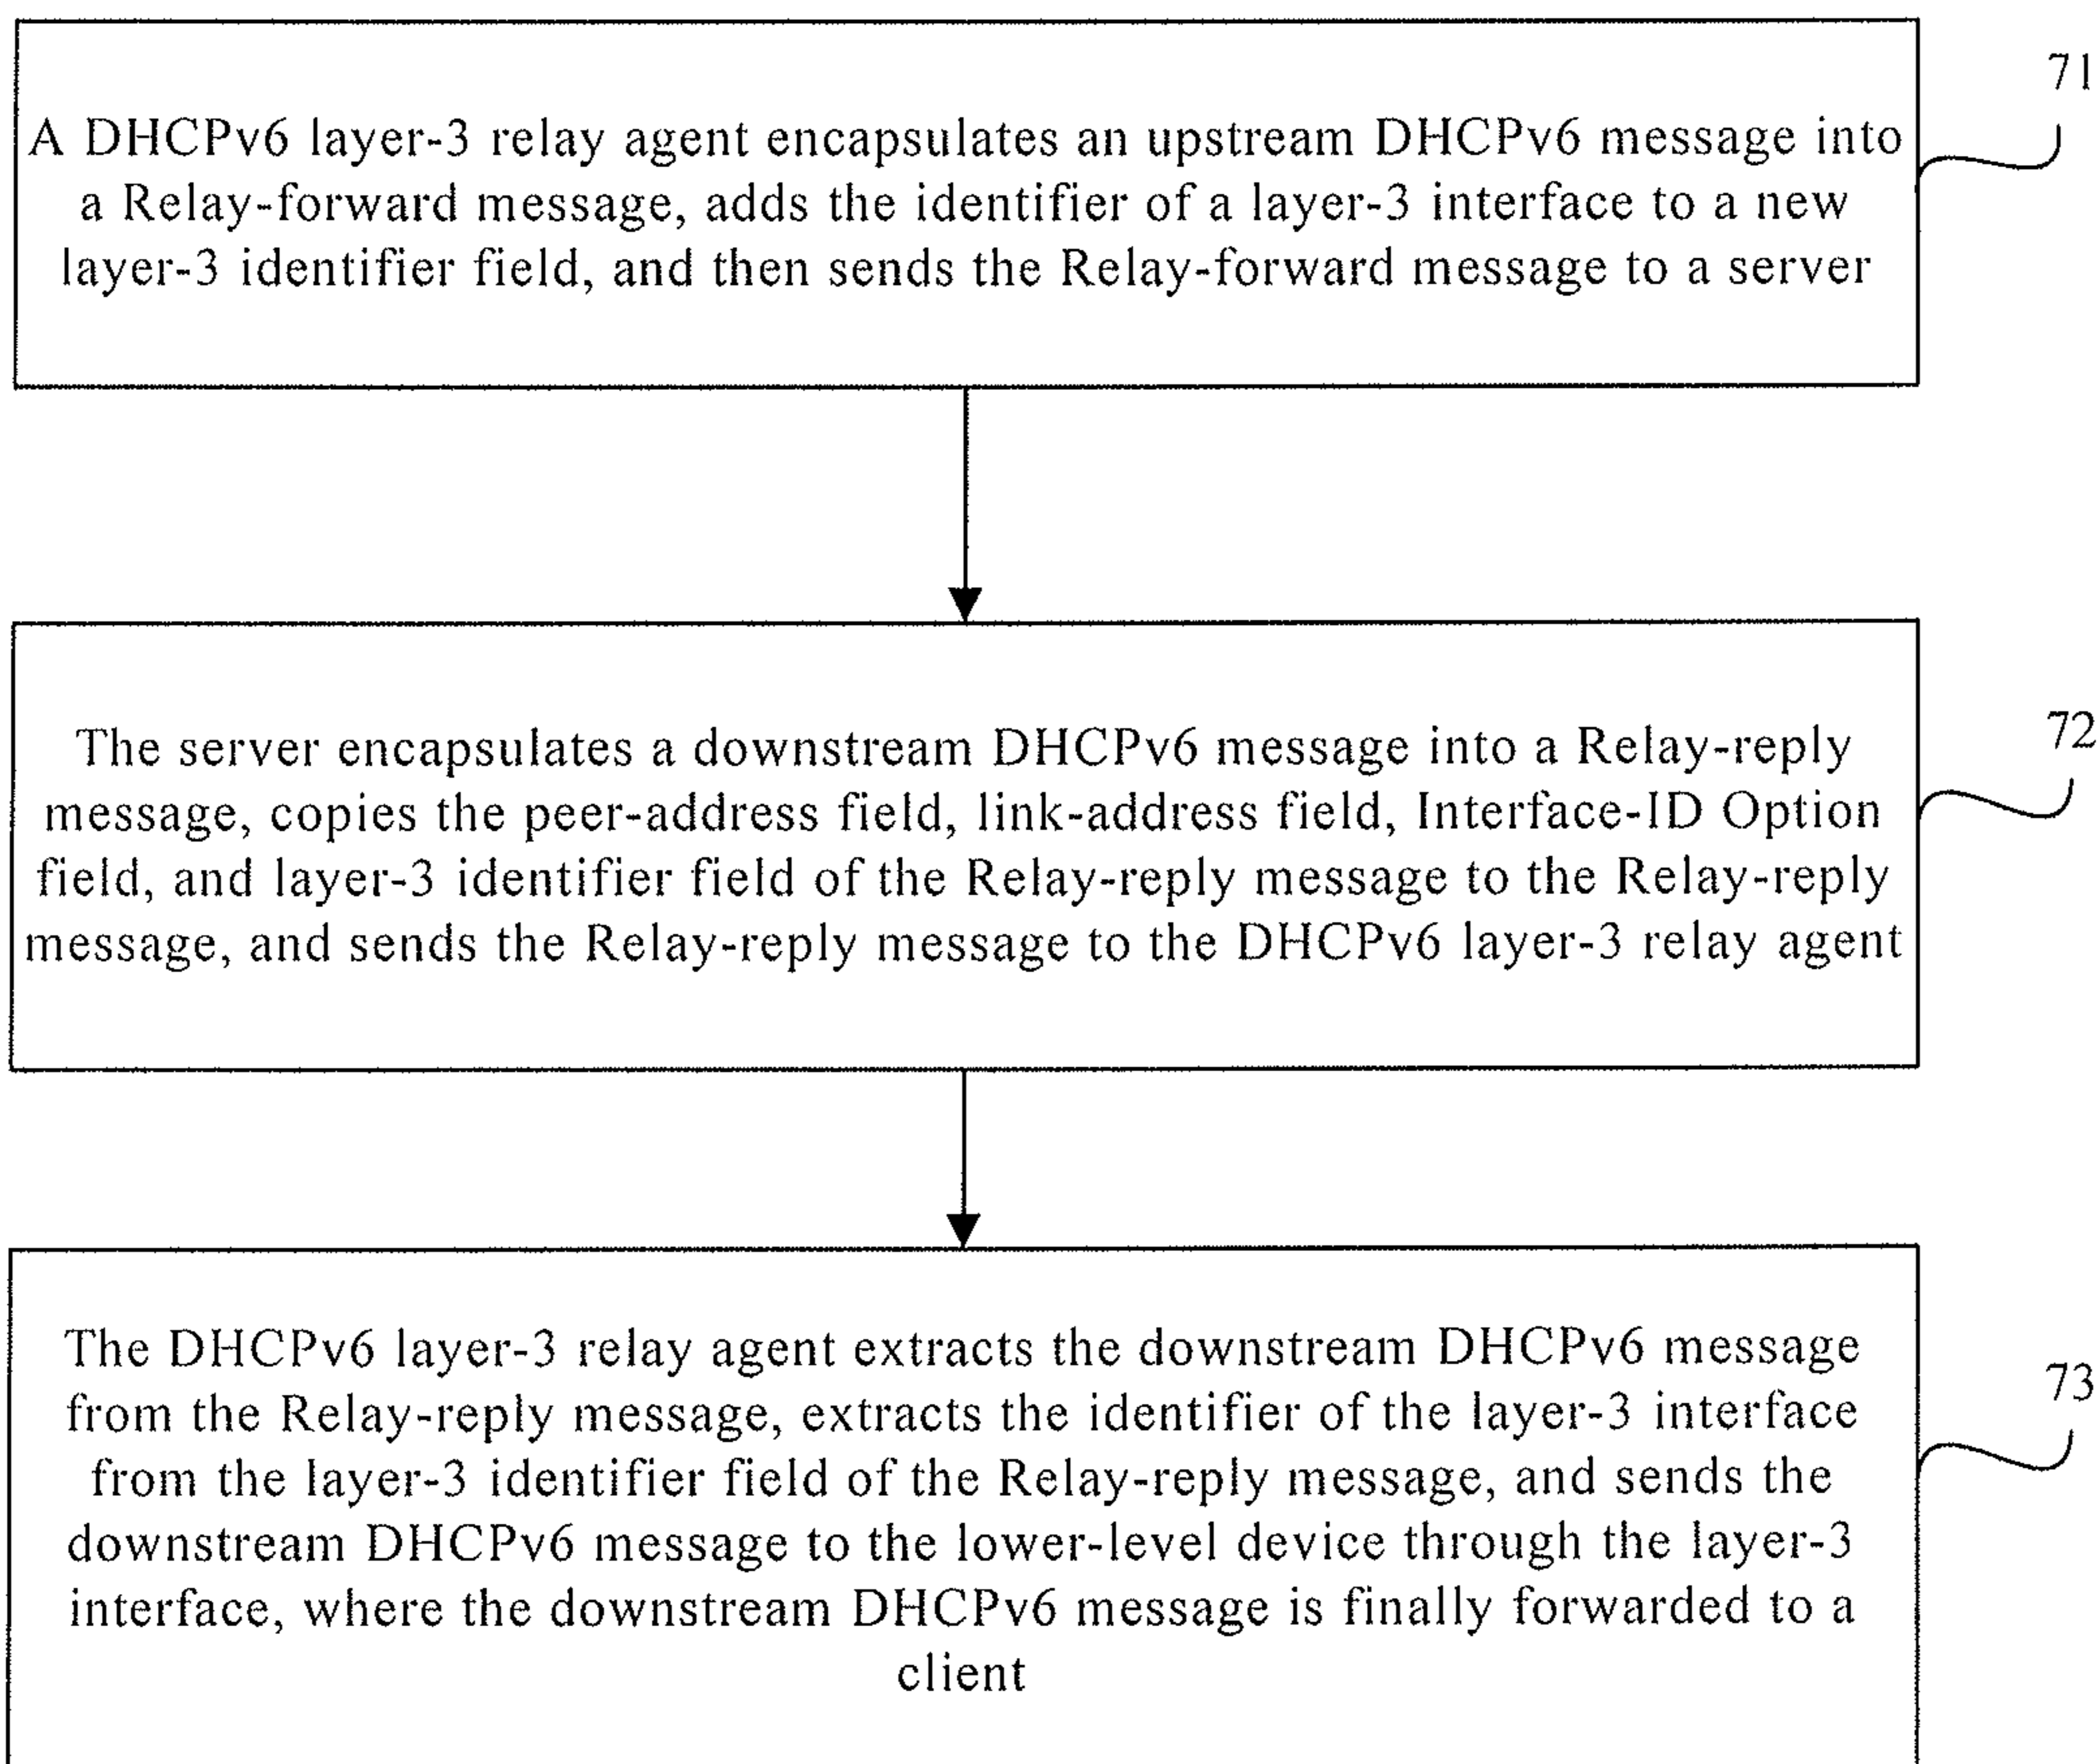 71
A DHCPv6 layer-3 relay agent encapsulates an upstream DHCPv6 message into
a Relay-forward message, adds the identifier of a layer-3 interface to a new
layer-3 identifier field, and then sends the Relay-forward message to a server
72
The server encapsulates a downstream DHCPv6 message into a Relay-reply
message, copies the peer-address field, link-address field, Interface-ID Option
field, and layer-3 identifier field of the Relay-reply message to the Relay-reply
message, and sends the Relay-reply message to the DHCPv6 layer-3 relay agent
73
The DHCPv6 layer-3 relay agent extracts the downstream DHCPv6 message
from the Relay-reply message, extracts the identifier of the layer-3 interface
from the layer-3 identifier field of the Relay-reply message, and sends the
downstream DHCPv6 message to the lower-level device through the layer-3
interface, where the downstream DHCPv6 message is finally forwarded to a
client